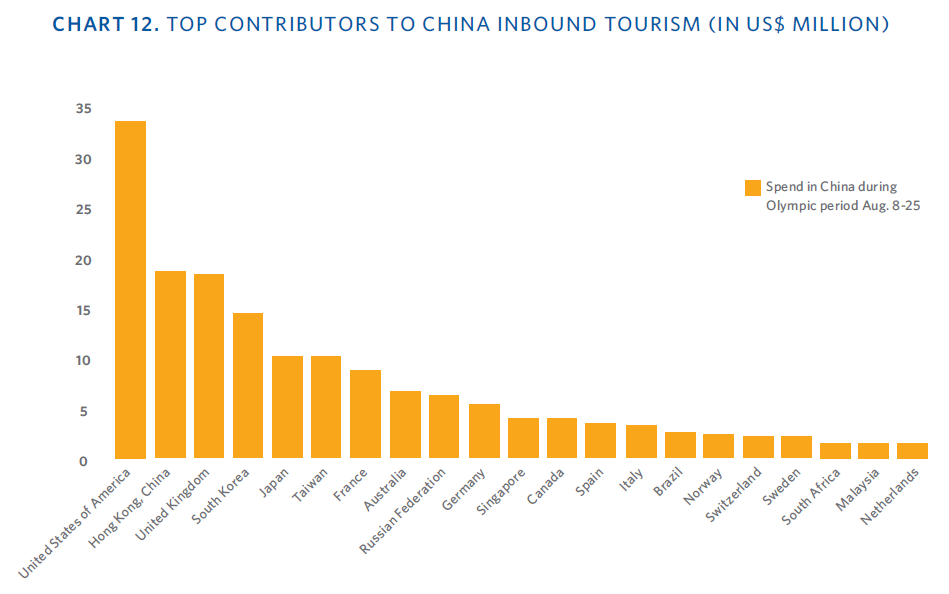 CHART 12. TOP CONTRIBUTORS TO CHINA INBOUND TOURISM (IN US$ MILLION)
35
30
25
20
15
10
5
0
Spend in China during
Olympic period Aug. 8-25
United States of America
Hong Kong, China
United Kingdom
South Korea
Japan
Taiwan
France
Australia
Russian Federation
Germany
Singapore
Canada
Spain
Italy
Brazil
Norway
Switzerland
Sweden
South Africa
Malaysia
Netherlands